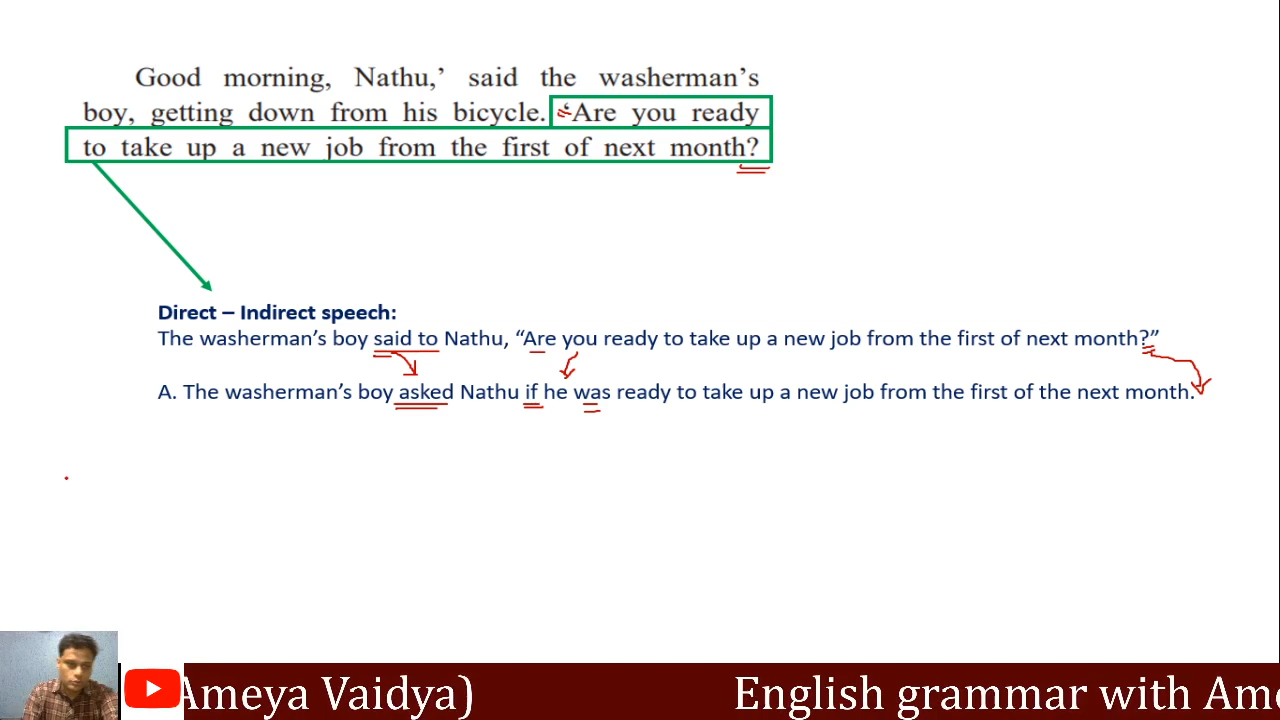 Good morning, Nathu,’ said the washerman’s
boy, getting down from his bicycle. ‘Are you ready
to take up a new job from the first of next month?
Direct – Indirect speech:
The washerman’s boy said to Nathu, “Are you ready to take up a new job from the first of next month?”
A. The washerman’s boy asked Nathu if he was ready to take up a new job from the first of the next month.
Ameya Vaidya) English grammar with Ame